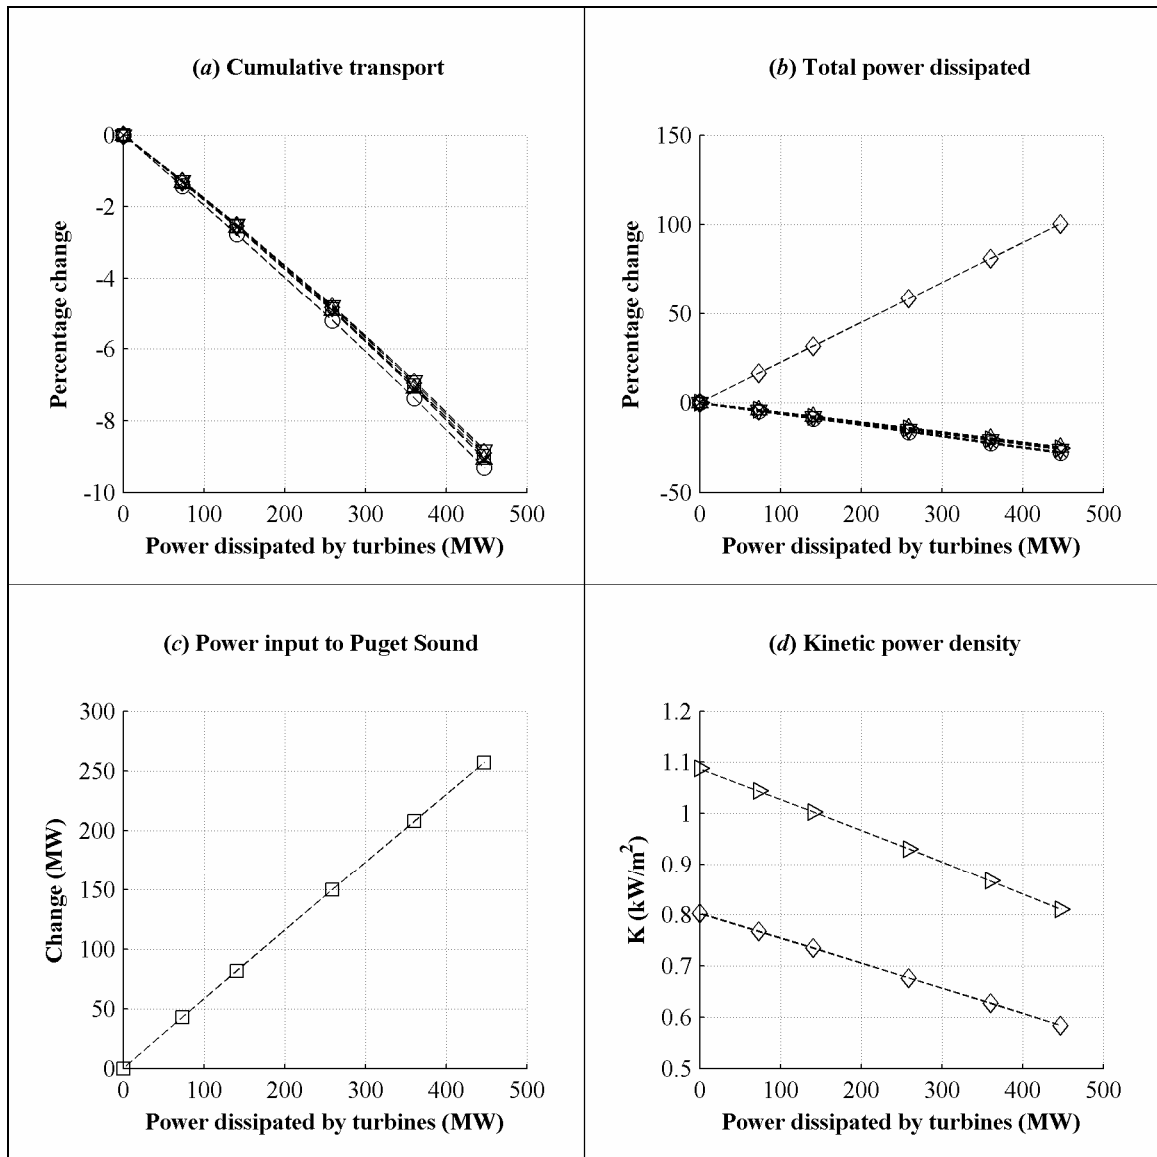 (a) Cumulative transport
0
-2
-4
-6
-8
-10
Percentage change
0 100 200 300 400 500
Power dissipated by turbines (MW)
(b) Total power dissipated
150
100
50
0
-50
Percentage change
0 100 200 300 400 500
Power dissipated by turbines (MW)
(c) Power input to Puget Sound
300
250
200
150
100
50
0
Change (MW)
0 100 200 300 400 500
Power dissipated by turbines (MW)
(d) Kinetic power density
1.2
1.1
1
0.9
0.8
0.7
0.6
0.5
K (kW/m²)
0 100 200 300 400 500
Power dissipated by turbines (MW)